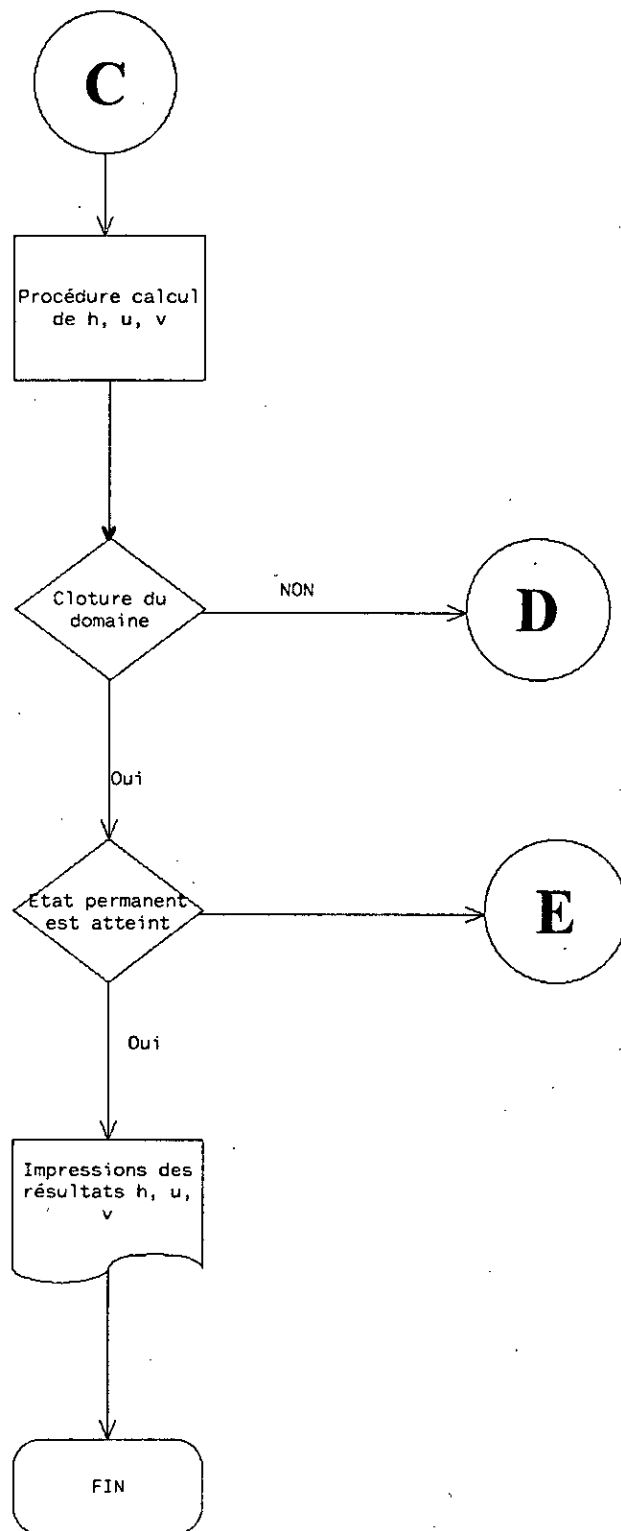 C
Procédure calcul
de h, u, v
Cloture du
domaine
NON
D
Oui
Etat permanent
est atteint
E
Oui
Impressions des
résultats h, u,
v
FIN